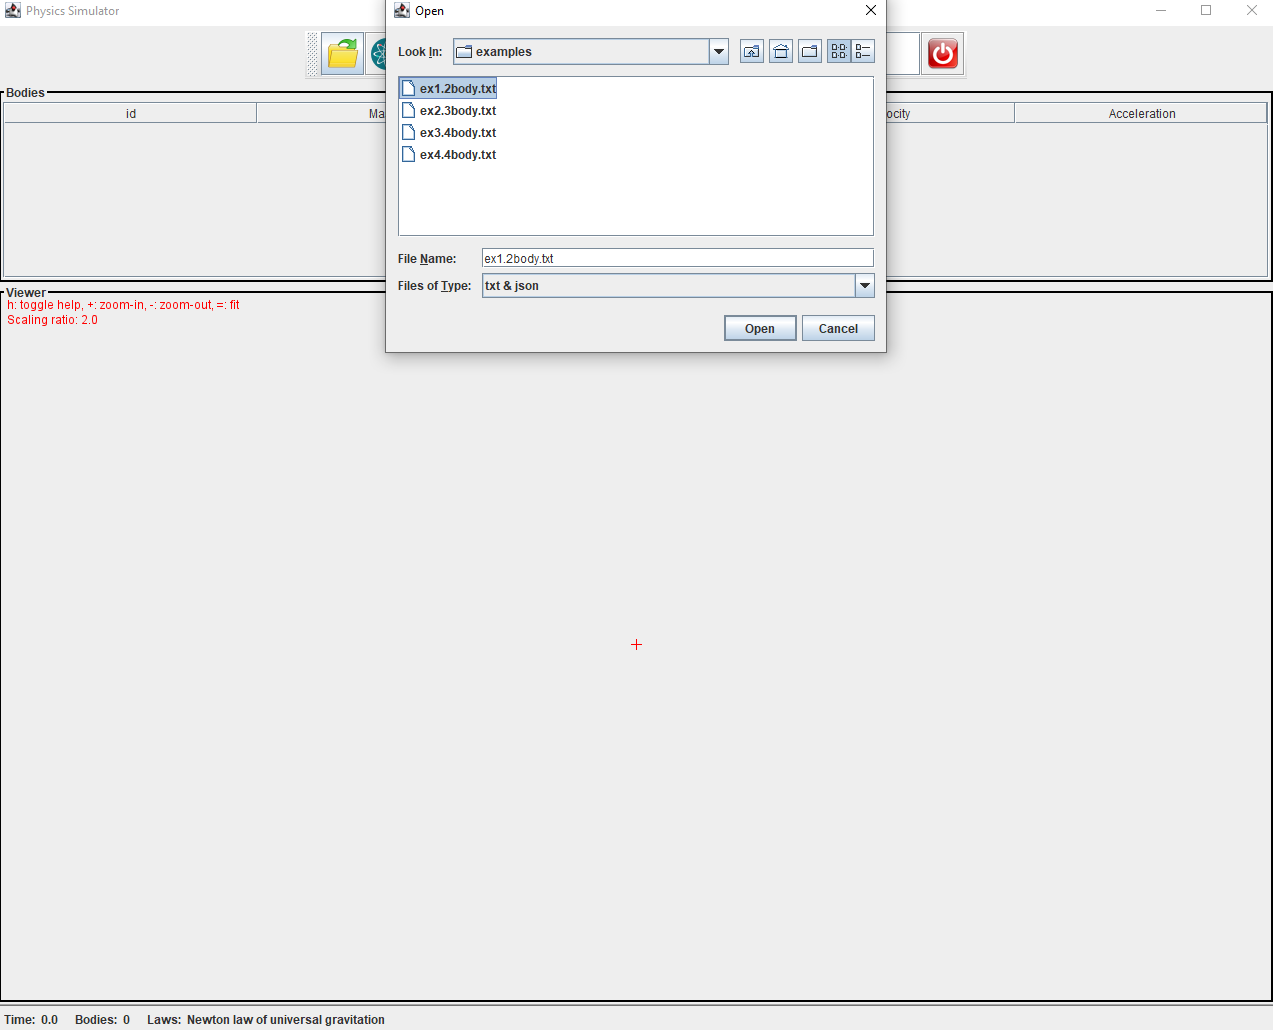 Physics Simulator
Open
Look In: examples
ex1.2body.txt
ex2.3body.txt
ex3.4body.txt
ex4.4body.txt
File Name: ex1.2body.txt
Files of Type: txt & json
Open Cancel
Bodies
id Ma ocity Acceleration
Viewer
h: toggle help, +: zoom-in, -: zoom-out, =: fit
Scaling ratio: 2.0
Time: 0.0 Bodies: 0 Laws: Newton law of universal gravitation